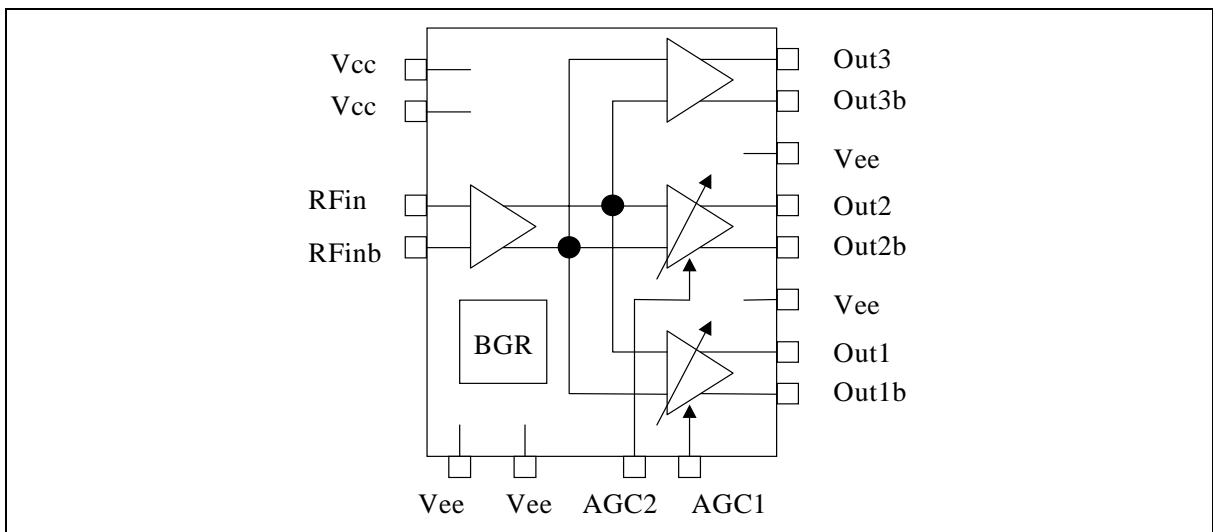 Vcc
Out3
Vcc
Out3b
Vee
RFin
Out2
RFinb
Out2b
Vee
BGR
Out1
Out1b
Vee
Vee
AGC2
AGC1